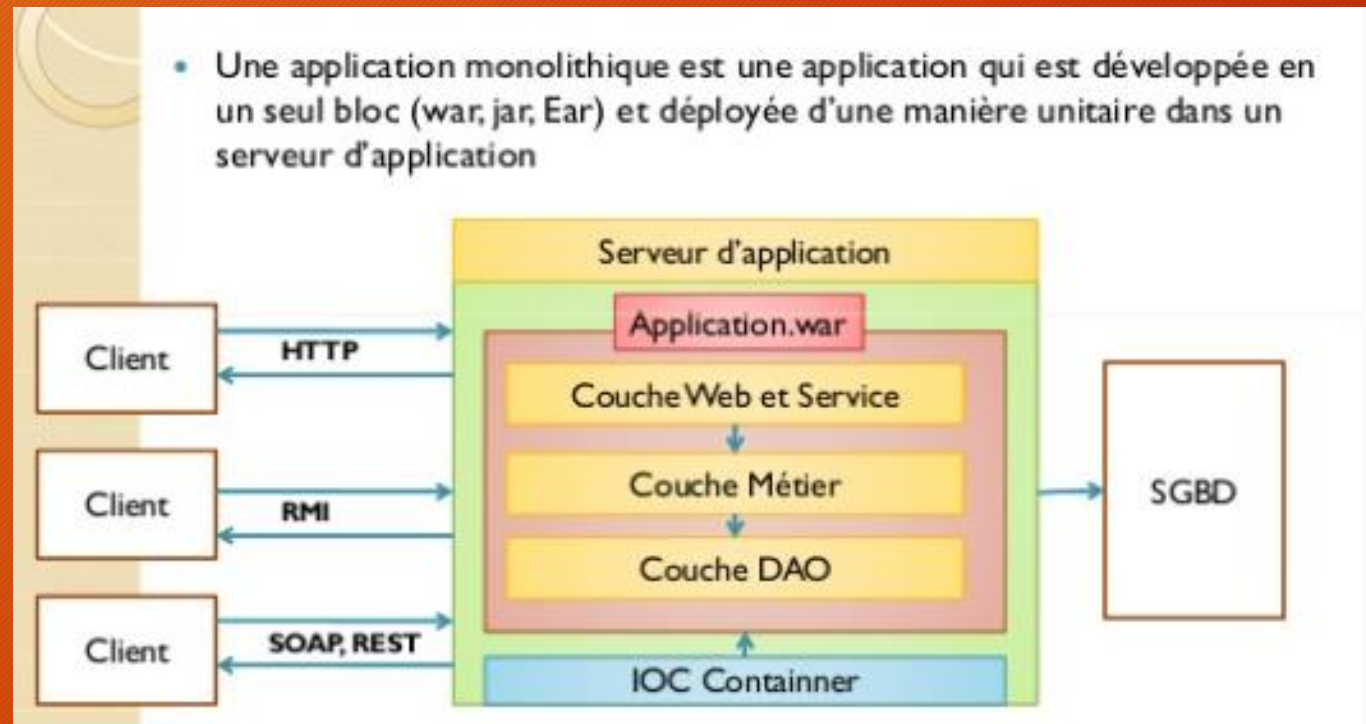 Une application monolithique est une application qui est développée en
un seul bloc (war, jar, Ear) et déployée d'une manière unitaire dans un
serveur d'application
Serveur d'application
Application.war
Client
HTTP
Couche Web et Service
Couche Métier
Client
RMI
SGBD
Couche DAO
Client
SOAP, REST
IOC Containner